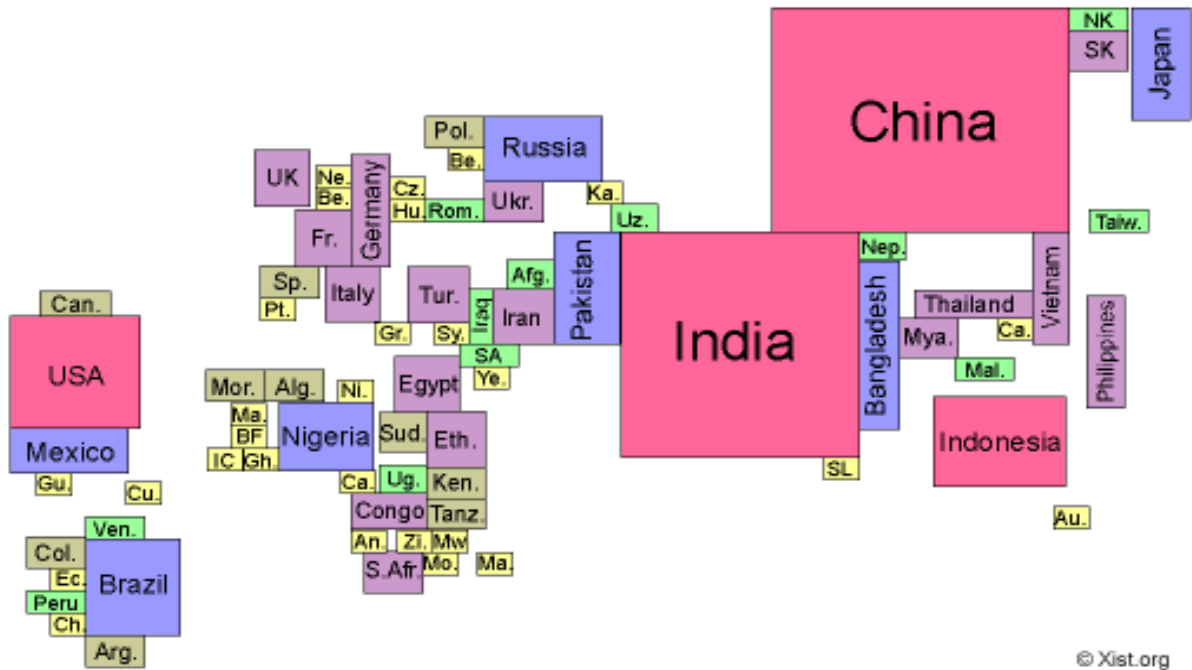 NK
SK
Japan
China
Pol.
Be.
Russia
UK
Ne.
Be.
Germany
Cz.
Hu.
Rom.
Ukr.
Ka.
Uz.
Taiw.
Fr.
Nep.
Sp.
Pt.
Italy
Tur.
Afg.
Pakistan
India
Bangladesh
Vietnam
Can.
Gr.
Sy.
Iraq
Iran
Thailand
Mya.
Ca.
Philippines
USA
SA
Ye.
Mal.
Mor.
Alg.
Ni.
Egypt
Ma.
BF
Nigeria
Sud.
Eth.
Indonesia
Mexico
IC
Gh.
SL
Gu.
Cu.
Ca.
Ug.
Ken.
Congo
Tanz.
Au.
Ven.
Col.
An.
Zi.
Mw
Ec.
Brazil
S.Afr.
Mo.
Ma.
Peru
Ch.
Arg.
© Xist.org